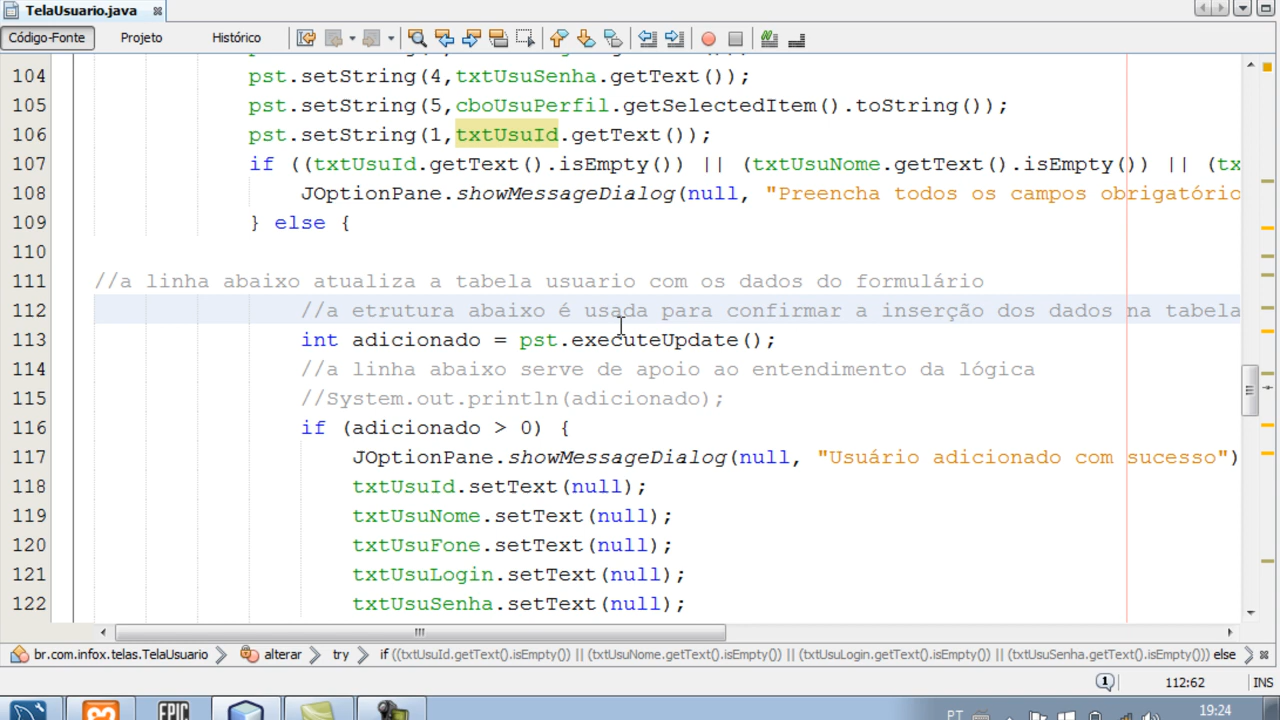 TelaUsuario.java
Código-Fonte Projeto Histórico
104 pst.setString(4,txtUsuSenha.getText());
105 pst.setString(5,cboUsuPerfil.getSelectedItem().toString());
106 pst.setString(1,txtUsuId.getText());
107 if ((txtUsuId.getText().isEmpty()) || (txtUsuNome.getText().isEmpty()) || (tx
108 JOptionPane.showMessageDialog(null, "Preencha todos os campos obrigatório
109 } else {
110
111 //a linha abaixo atualiza a tabela usuario com os dados do formulário
112 //a etrutura abaixo é usada para confirmar a inserção dos dados na tabela
113 int adicionado = pst.executeUpdate();
114 //a linha abaixo serve de apoio ao entendimento da lógica
115 //System.out.println(adicionado);
116 if (adicionado > 0) {
117 JOptionPane.showMessageDialog(null, "Usuário adicionado com sucesso")
118 txtUsuId.setText(null);
119 txtUsuNome.setText(null);
120 txtUsuFone.setText(null);
121 txtUsuLogin.setText(null);
122 txtUsuSenha.setText(null);
br.com.infox.telas.TelaUsuario alterar try if ((txtUsuId.getText().isEmpty()) || (txtUsuNome.getText().isEmpty()) || (txtUsuLogin.getText().isEmpty()) || (txtUsuSenha.getText().isEmpty())) else
1 112:62 INS
EPIC PT 19:24